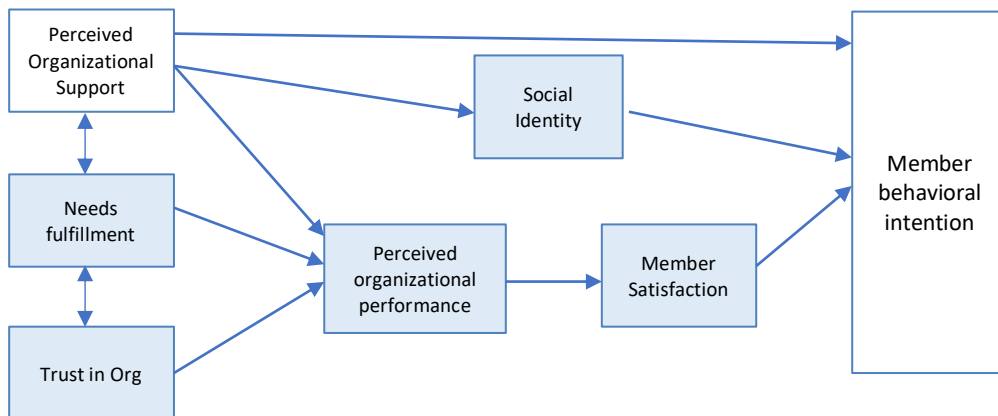 Perceived
Organizational
Support
Social
Identity
Member
behavioral
intention
Needs
fulfillment
Perceived
organizational
performance
Member
Satisfaction
Trust in Org